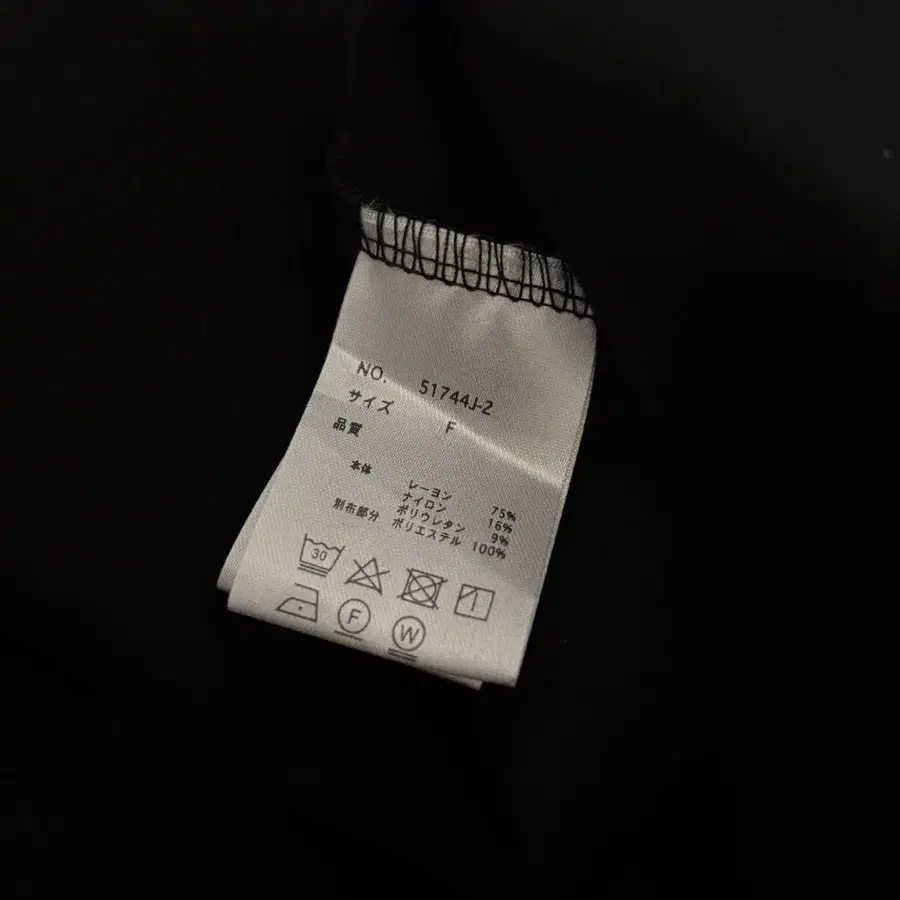 NO. 51744J-2
サイズ F
品質
本体 レーヨン 75%
ナイロン 16%
ポリウレタン 9%
別布部分 ポリエステル 100%
30
F W